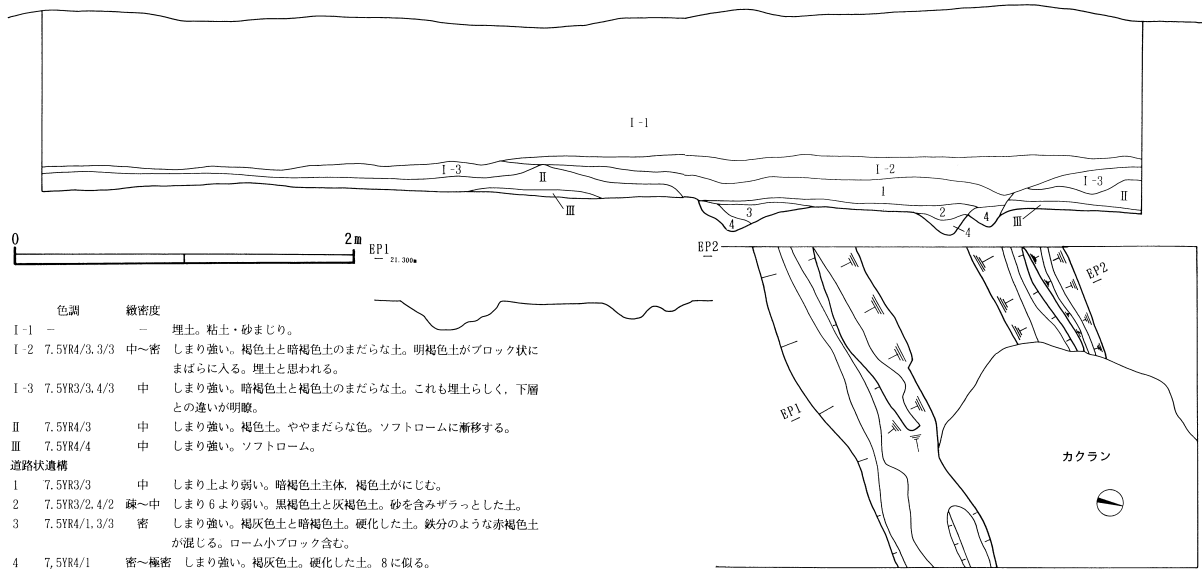 Ⅰ-1
Ⅰ-3
Ⅱ
Ⅲ
Ⅰ-2
1
3
4
2
4
4
Ⅰ-3
Ⅱ
Ⅲ
0 2m
EP1 21.300m
EP2
色調 緻密度
Ⅰ-1 － － 埋土。粘土・砂まじり。
Ⅰ-2 7.5YR4/3,3/3 中～密 しまり強い。褐色土と暗褐色土のまだらな土。明褐色土がブロック状に
まばらに入る。埋土と思われる。
Ⅰ-3 7.5YR3/3,4/3 中 しまり強い。暗褐色土と褐色土のまだらな土。これも埋土らしく，下層
との違いが明瞭。
Ⅱ 7.5YR4/3 中 しまり強い。褐色土。ややまだらな色。ソフトロームに漸移する。
Ⅲ 7.5YR4/4 中 しまり強い。ソフトローム。
道路状遺構
1 7.5YR3/3 中 しまり上より弱い。暗褐色土主体，褐色土がにじむ。
2 7.5YR3/2,4/2 疎～中 しまり6より弱い。黒褐色土と灰褐色土。砂を含みザラっとした土。
3 7.5YR4/1,3/3 密 しまり強い。褐灰色土と暗褐色土。硬化した土。鉄分のような赤褐色土
が混じる。ローム小ブロック含む。
4 7,5YR4/1 密～極密 しまり強い。褐灰色土。硬化した土。8に似る。
EP2
EP1
カクラン